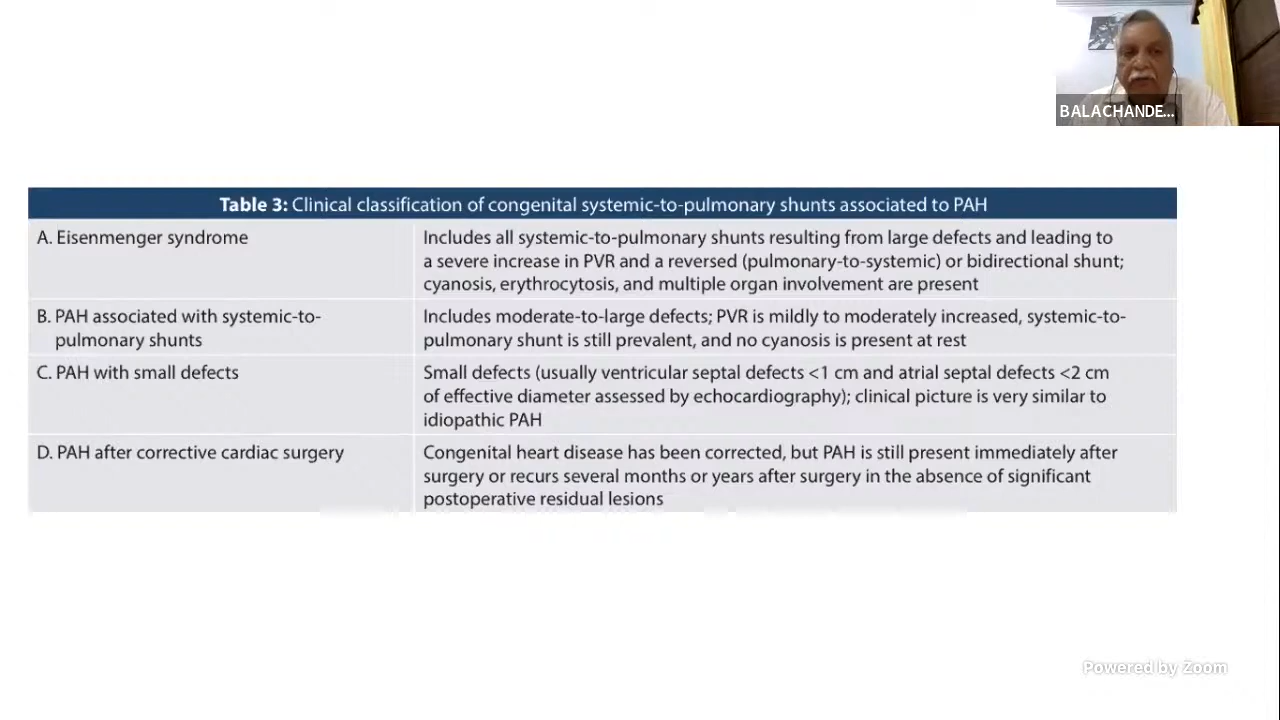 BALACHANDE...
Table 3: Clinical classification of congenital systemic-to-pulmonary shunts associated to PAH
A. Eisenmenger syndrome
Includes all systemic-to-pulmonary shunts resulting from large defects and leading to
a severe increase in PVR and a reversed (pulmonary-to-systemic) or bidirectional shunt;
cyanosis, erythrocytosis, and multiple organ involvement are present
B. PAH associated with systemic-to-
pulmonary shunts
Includes moderate-to-large defects; PVR is mildly to moderately increased, systemic-to-
pulmonary shunt is still prevalent, and no cyanosis is present at rest
C. PAH with small defects
Small defects (usually ventricular septal defects <1 cm and atrial septal defects <2 cm
of effective diameter assessed by echocardiography); clinical picture is very similar to
idiopathic PAH
D. PAH after corrective cardiac surgery
Congenital heart disease has been corrected, but PAH is still present immediately after
surgery or recurs several months or years after surgery in the absence of significant
postoperative residual lesions
Powered by Zoom